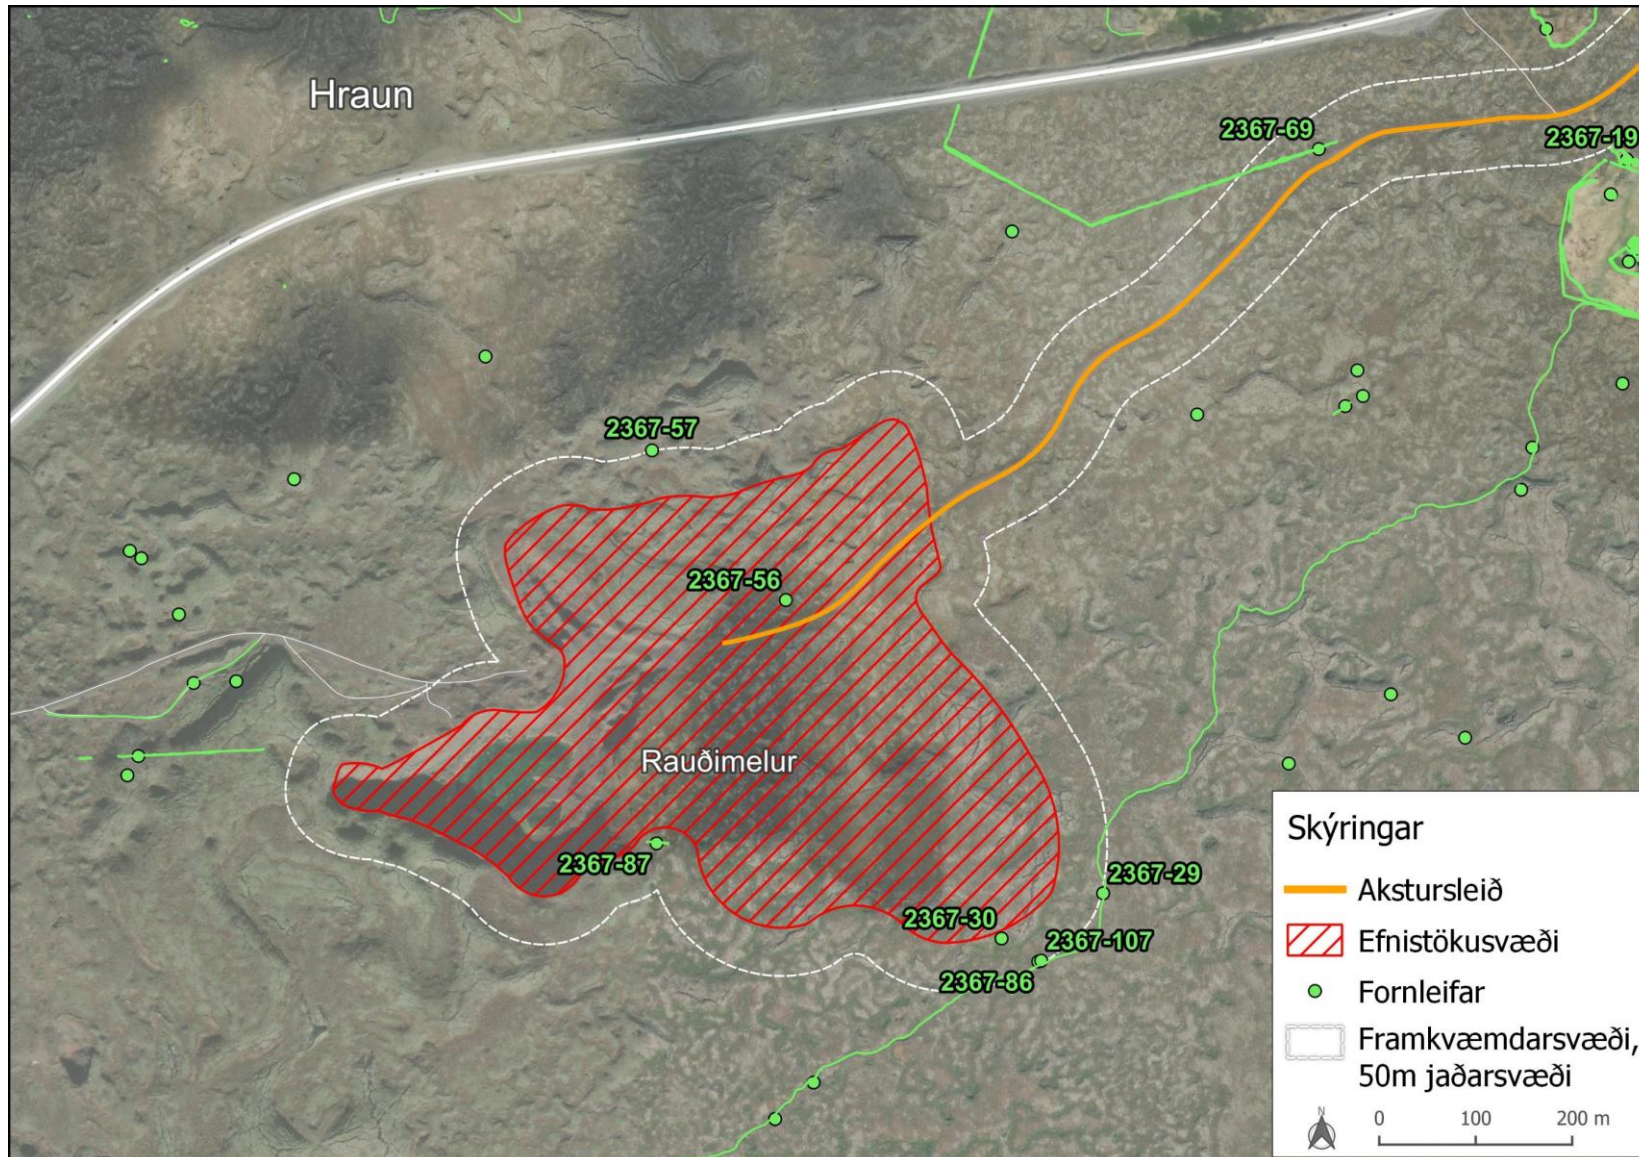 Hraun
2367-69
2367-19
2367-57
2367-56
Rauðimelur
2367-87
2367-29
2367-30
2367-107
2367-86
Skýringar
Akstursleið
Efnistökusvæði
Fornleifar
Framkvæmdarsvæði,
50m jaðarsvæði
N
0 100 200 m